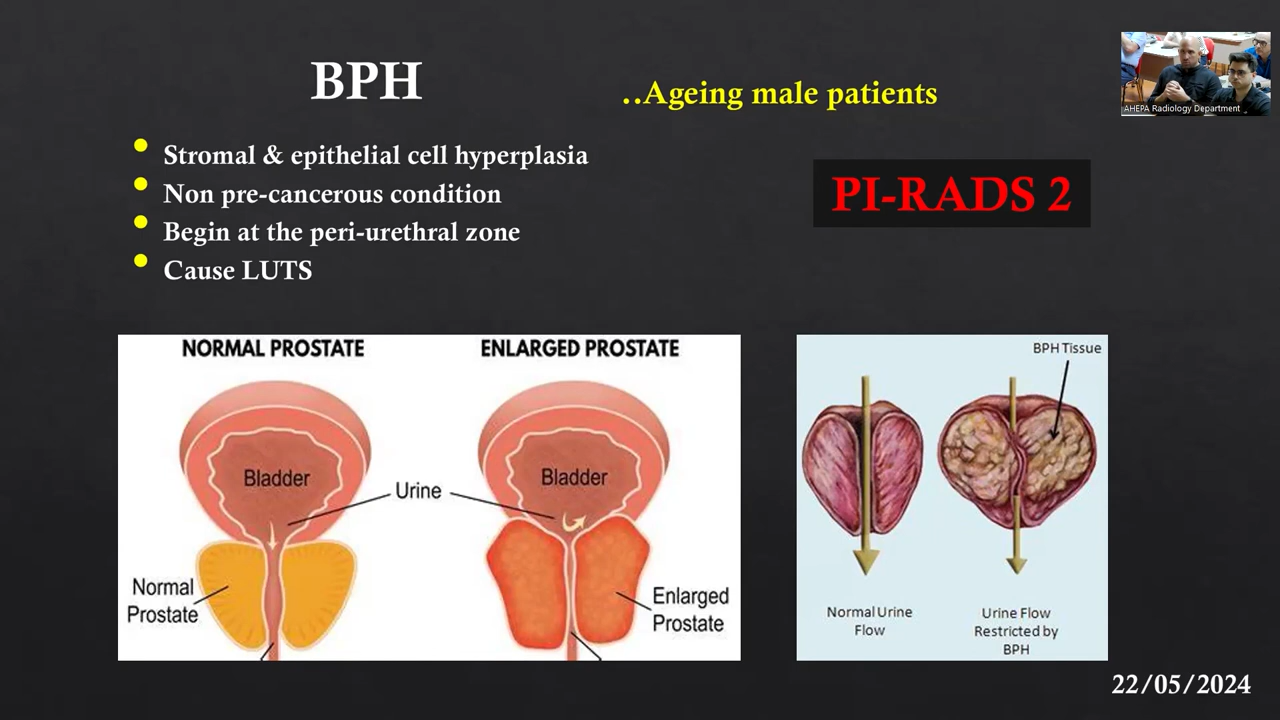 BPH
..Ageing male patients
AHEPA Radiology Department
Stromal & epithelial cell hyperplasia
Non pre-cancerous condition
Begin at the peri-urethral zone
Cause LUTS
PI-RADS 2
NORMAL PROSTATE
ENLARGED PROSTATE
Bladder
Urine
Bladder
Normal
Prostate
Enlarged
Prostate
BPH Tissue
Normal Urine
Flow
Urine Flow
Restricted by
BPH
22/05/2024